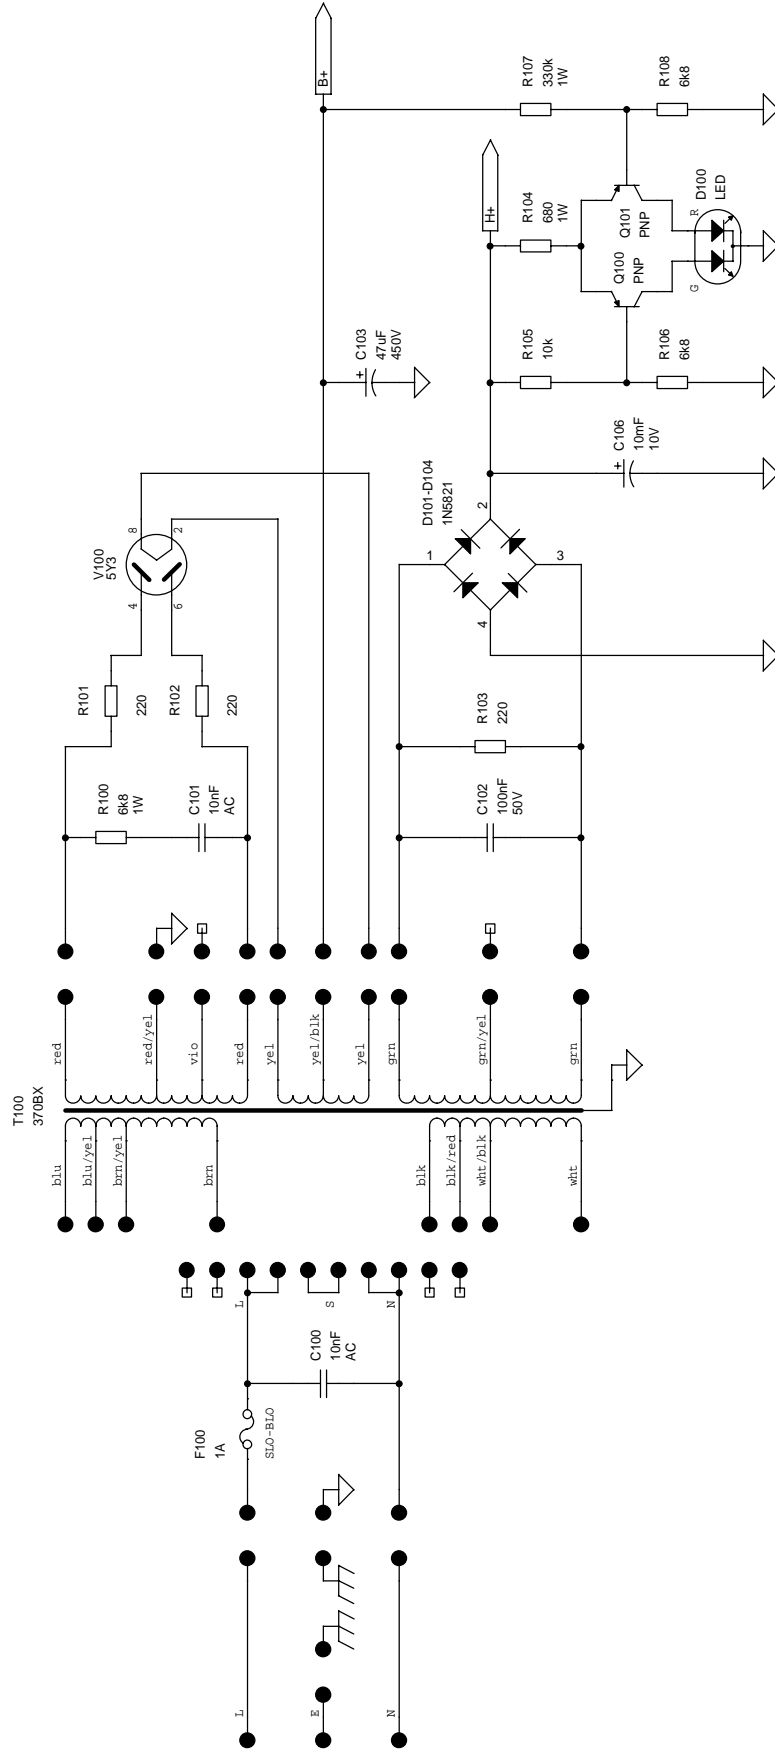 B+
R107
330k
1W
R108
6k8
H+
R104
680
1W
Q101
PNP
Q100
PNP
D100
LED
R
G
R105
10k
R106
6k8
C103
+
47uF
450V
C106
+
10mF
10V
D101-D104
1N5821
1
2
3
4
V100
5Y3
8
2
4
6
R101
220
R102
220
R103
220
R100
6k8
1W
C101
10nF
AC
C102
100nF
50V
T100
370BX
red
red/yel
vio
red
yel
yel/blk
yel
grn
grn/yel
grn
blu
blu/yel
brn/yel
brn
blk
blk/red
wht/blk
wht
L
S
N
C100
10nF
AC
F100
1A
SLO-BLO
L
E
N